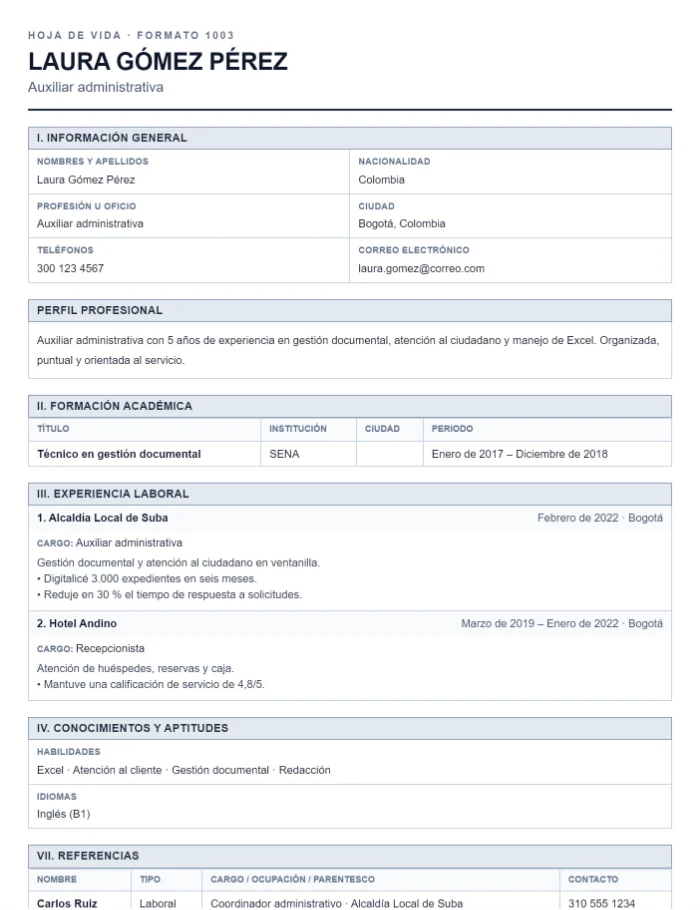 HOJA DE VIDA · FORMATO 1003
LAURA GÓMEZ PÉREZ
Auxiliar administrativa
I. INFORMACIÓN GENERAL
NOMBRES Y APELLIDOS
Laura Gómez Pérez
NACIONALIDAD
Colombia
PROFESIÓN U OFICIO
Auxiliar administrativa
CIUDAD
Bogotá, Colombia
TELÉFONOS
300 123 4567
CORREO ELECTRÓNICO
laura.gomez@correo.com
PERFIL PROFESIONAL
Auxiliar administrativa con 5 años de experiencia en gestión documental, atención al ciudadano y manejo de Excel. Organizada,
puntual y orientada al servicio.
II. FORMACIÓN ACADÉMICA
TÍTULO INSTITUCIÓN CIUDAD PERIODO
Técnico en gestión documental SENA Enero de 2017 – Diciembre de 2018
III. EXPERIENCIA LABORAL
1. Alcaldía Local de Suba Febrero de 2022 · Bogotá
CARGO: Auxiliar administrativa
Gestión documental y atención al ciudadano en ventanilla.
• Digitalicé 3.000 expedientes en seis meses.
• Reduje en 30 % el tiempo de respuesta a solicitudes.
2. Hotel Andino Marzo de 2019 – Enero de 2022 · Bogotá
CARGO: Recepcionista
Atención de huéspedes, reservas y caja.
• Mantuve una calificación de servicio de 4,8/5.
IV. CONOCIMIENTOS Y APTITUDES
HABILIDADES
Excel · Atención al cliente · Gestión documental · Redacción
IDIOMAS
Inglés (B1)
VII. REFERENCIAS
NOMBRE TIPO CARGO / OCUPACIÓN / PARENTESCO CONTACTO
Carlos Ruiz Laboral Coordinador administrativo · Alcaldía Local de Suba 310 555 1234